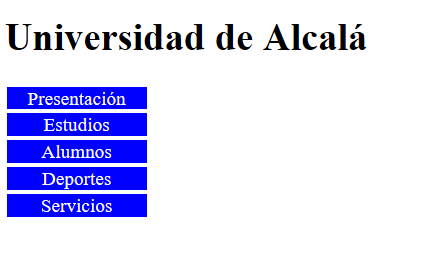 Universidad de Alcalá
Presentación
Estudios
Alumnos
Deportes
Servicios